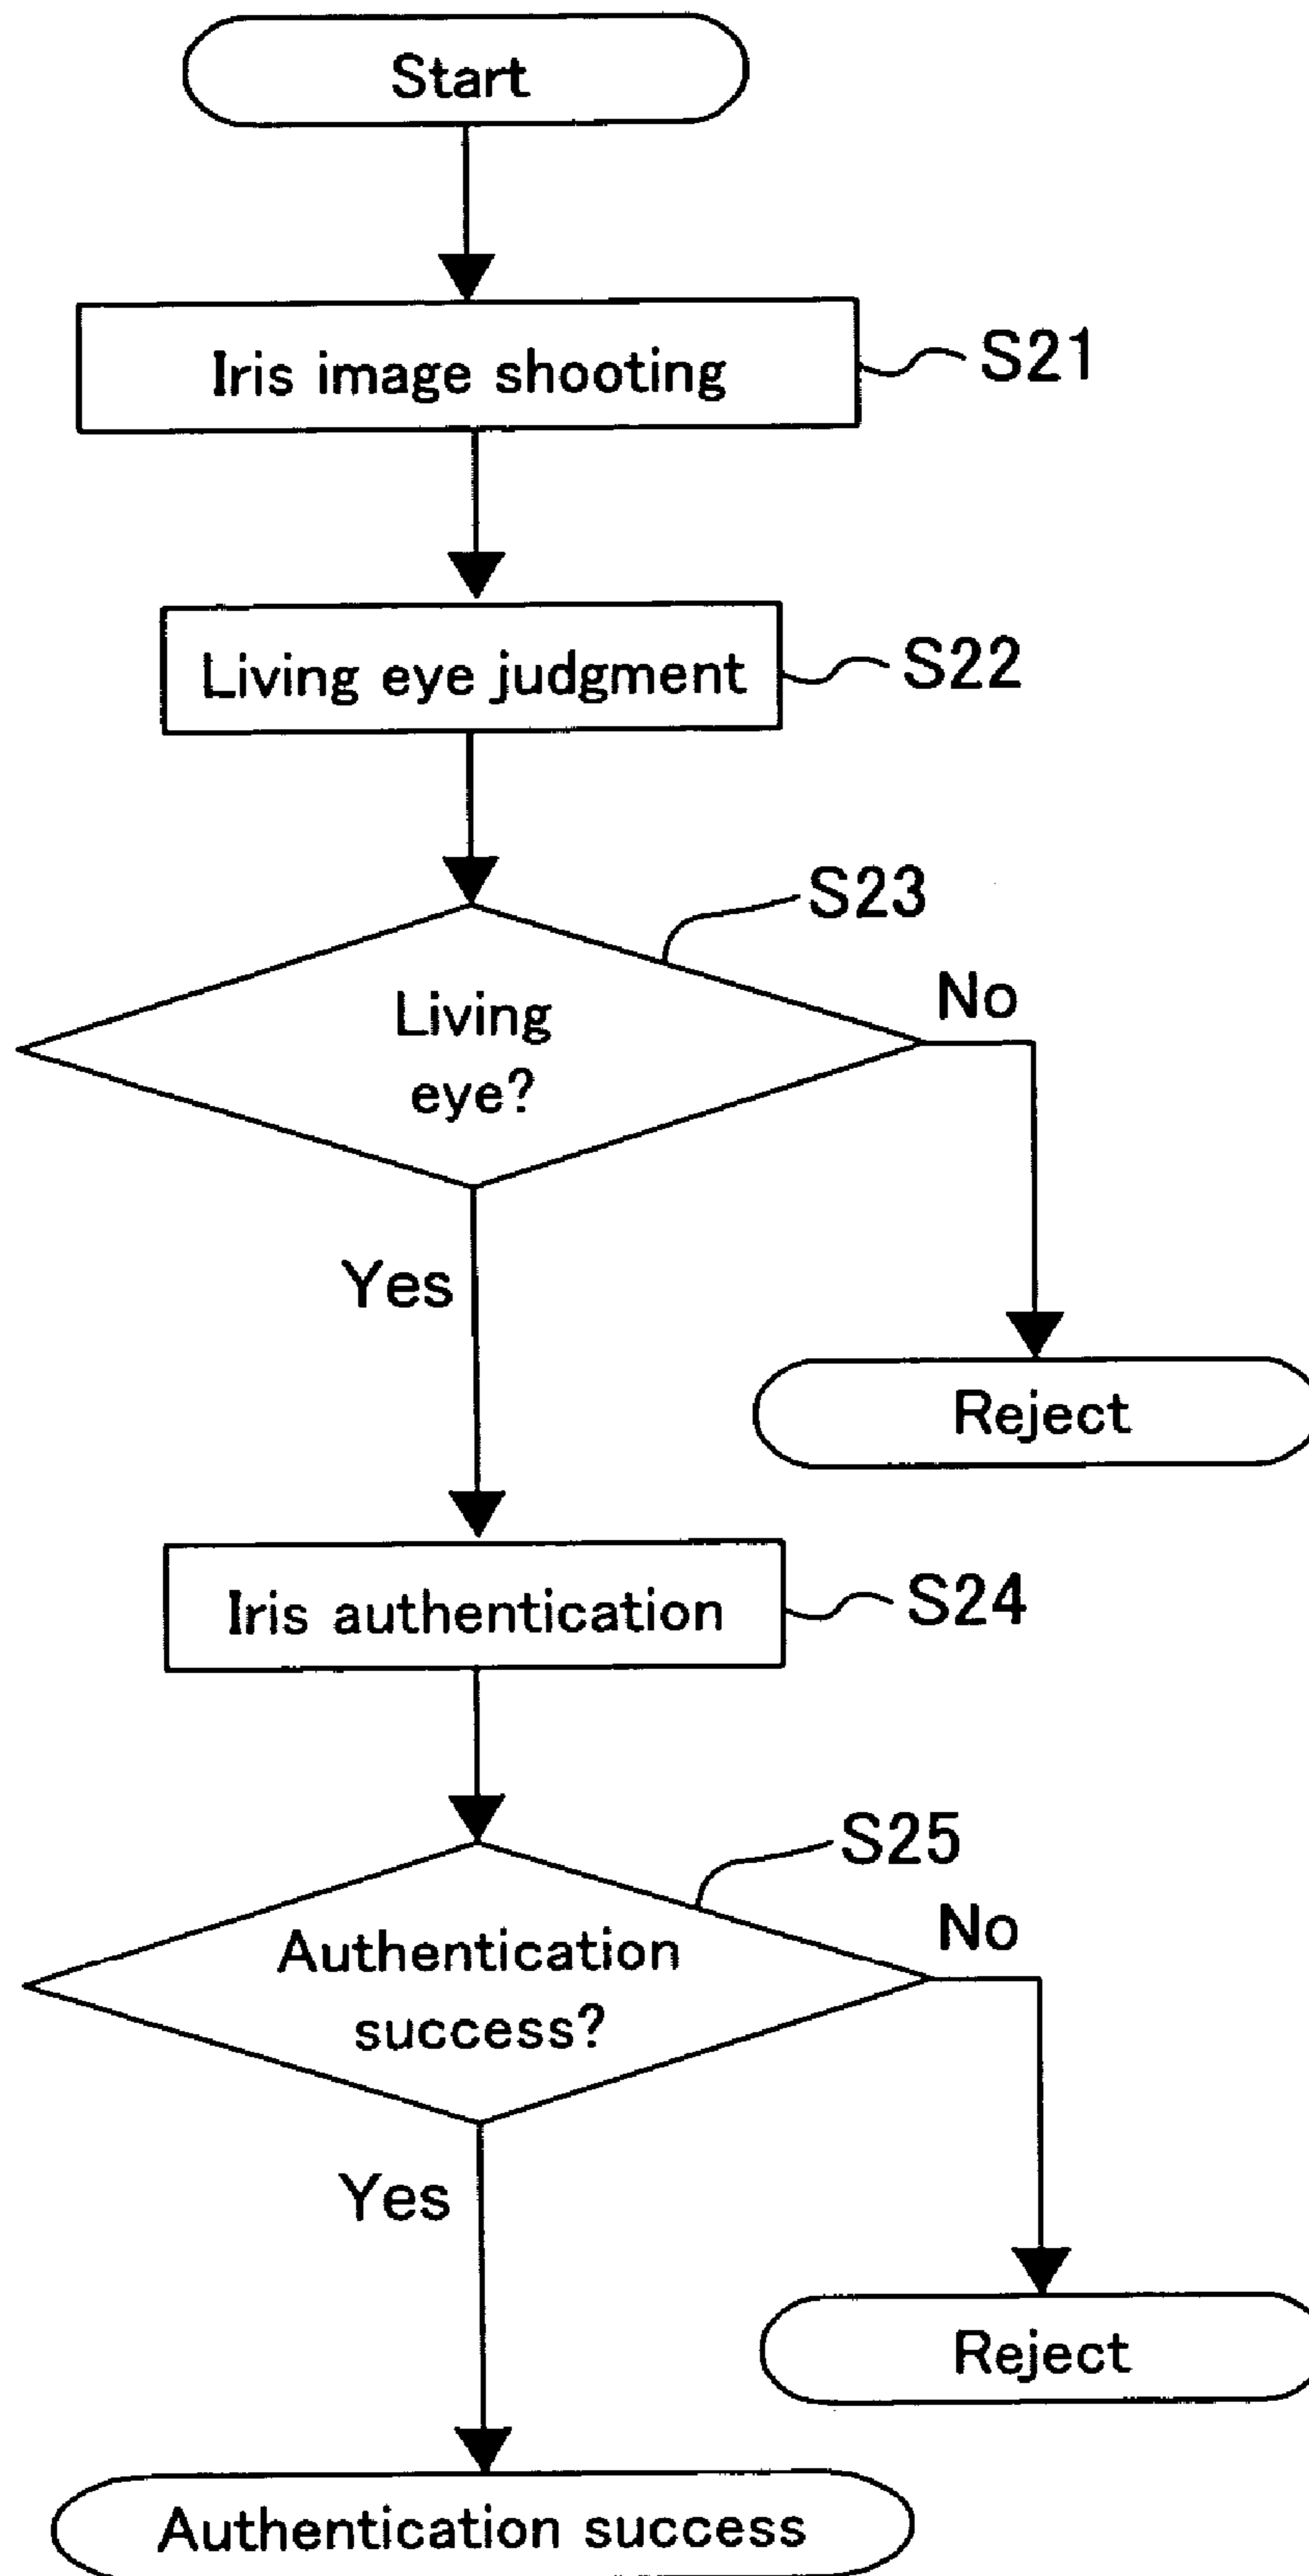 Start
Iris image shooting
S21
Living eye judgment
S22
S23
Living
eye?
No
Yes
Reject
Iris authentication
S24
S25
Authentication
success?
No
Yes
Reject
Authentication success